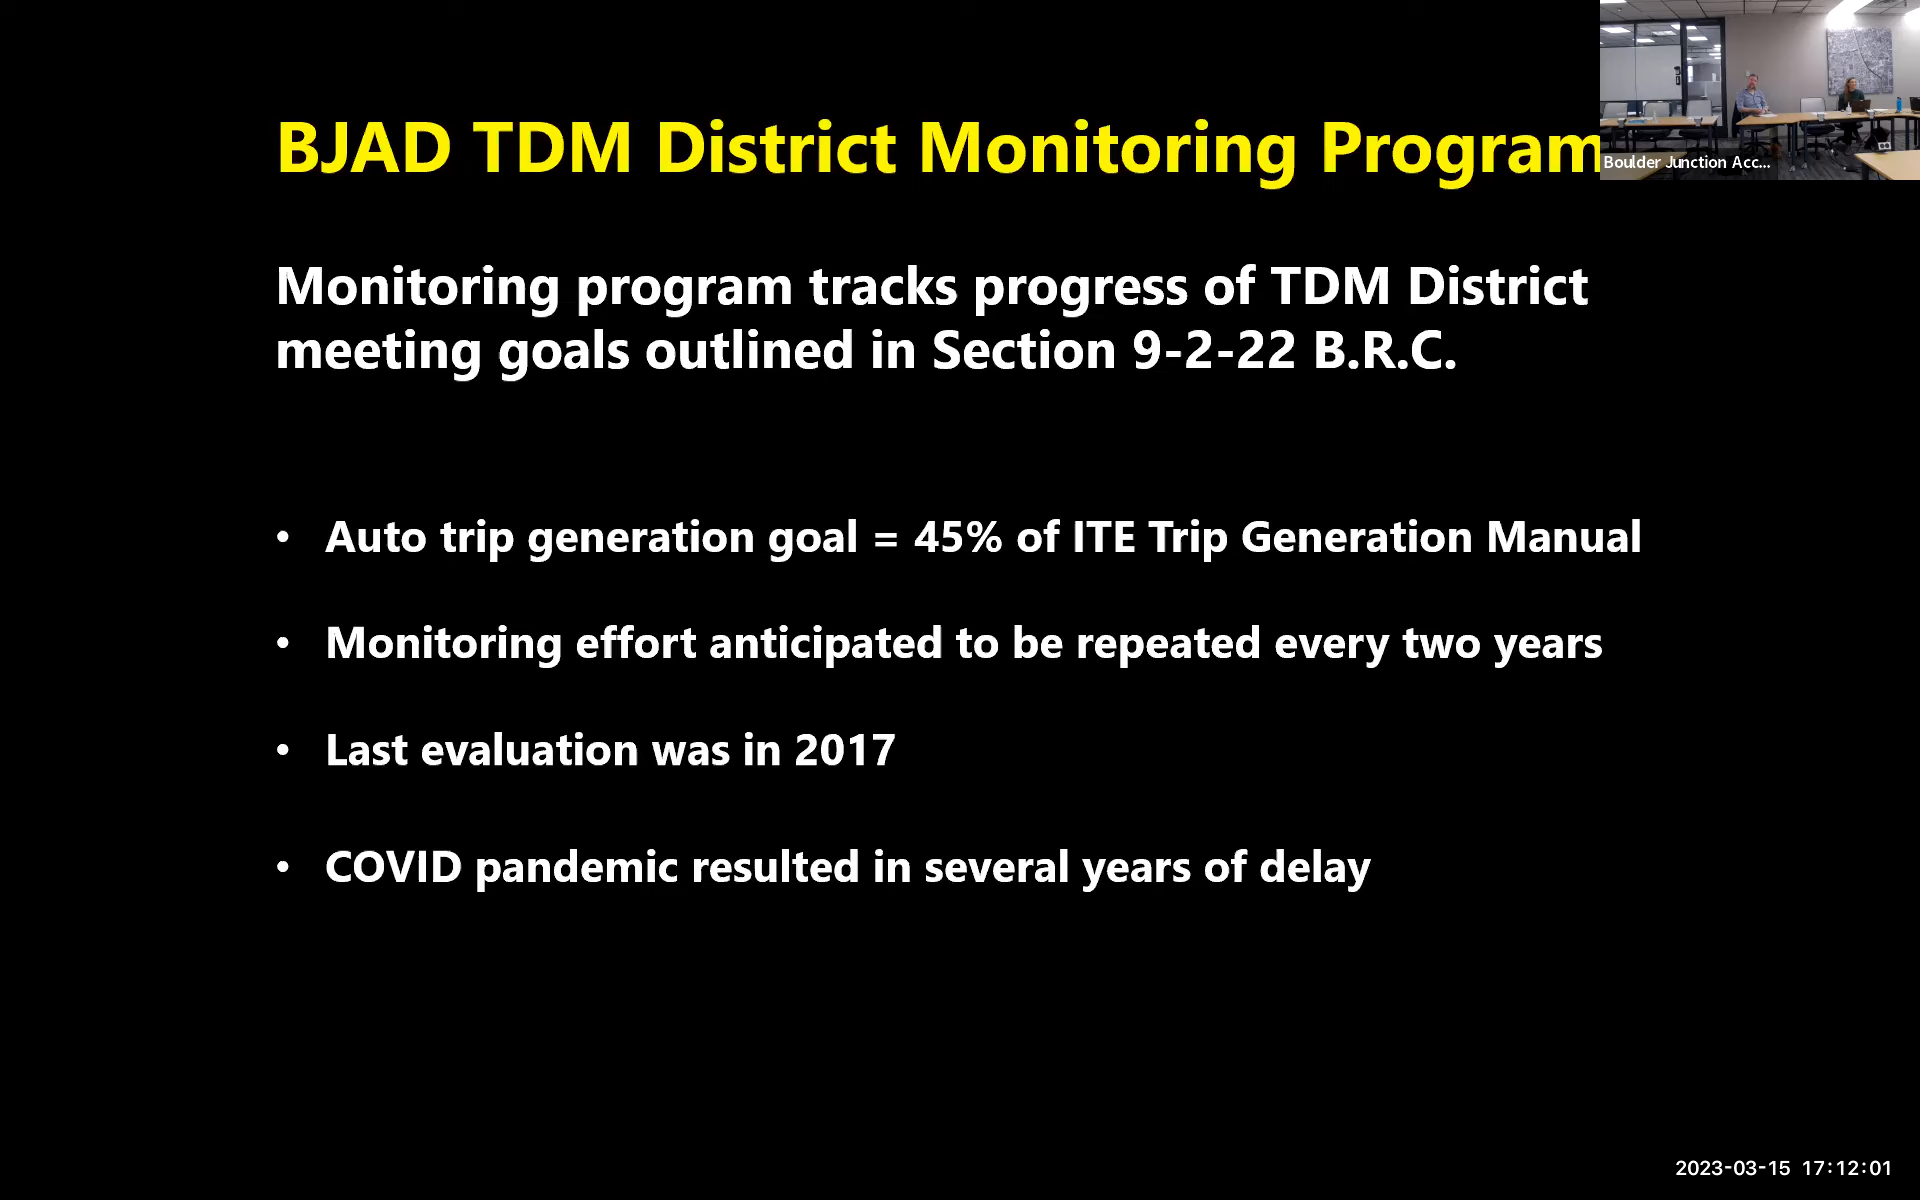 BJAD TDM District Monitoring Program
Boulder Junction Acc...
Monitoring program tracks progress of TDM District
meeting goals outlined in Section 9-2-22 B.R.C.
• Auto trip generation goal = 45% of ITE Trip Generation Manual
• Monitoring effort anticipated to be repeated every two years
• Last evaluation was in 2017
• COVID pandemic resulted in several years of delay
2023-03-15 17:12:01